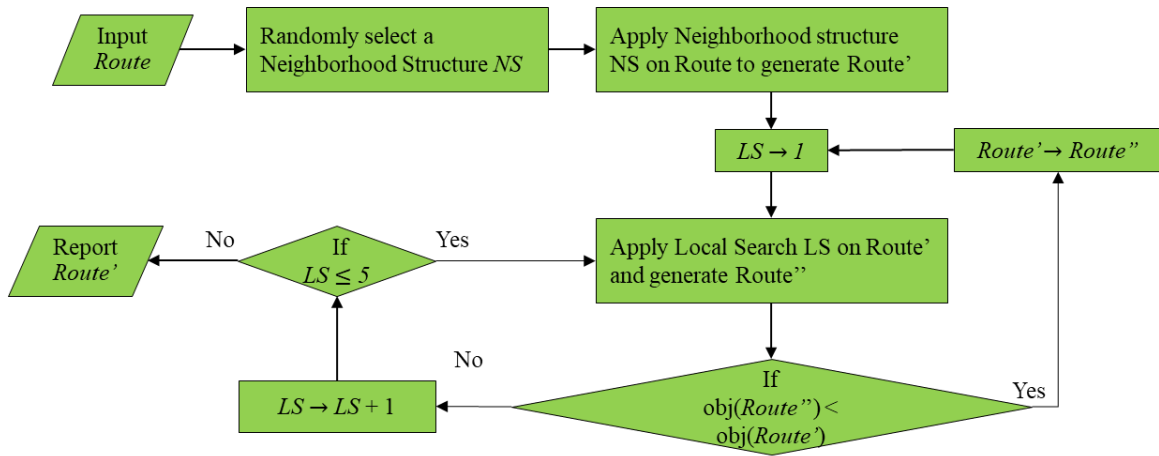 Input
Route
Randomly select a
Neighborhood Structure NS
Apply Neighborhood structure
NS on Route to generate Route’
LS → 1
Route’ → Route”
Report
Route’
No
If
LS ≤ 5
Yes
Apply Local Search LS on Route’
and generate Route’’
No
LS → LS + 1
If
obj(Route’’) <
obj(Route’)
Yes